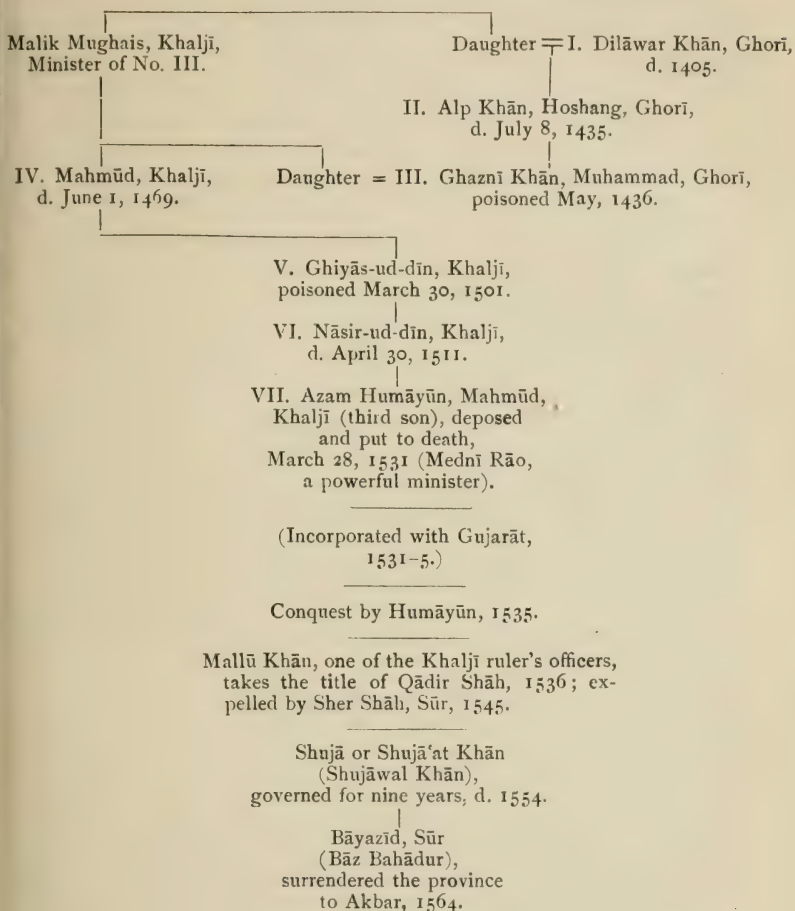 Malik Mughais, Khaljī,
Minister of No. III.
Daughter = I. Dilāwar Khān, Ghorī,
d. 1405.
II. Alp Khān, Hoshang, Ghorī,
d. July 8, 1435.
IV. Mahmūd, Khaljī,
d. June 1, 1469.
Daughter = III. Ghaznī Khān, Muhammad, Ghorī,
poisoned May, 1436.
V. Ghiyās-ud-dīn, Khaljī,
poisoned March 30, 1501.
VI. Nāsir-ud-dīn, Khaljī,
d. April 30, 1511.
VII. Azam Humāyūn, Mahmūd,
Khaljī (third son), deposed
and put to death,
March 28, 1531 (Mednī Rāo,
a powerful minister).
(Incorporated with Gujarāt,
1531-5.)
Conquest by Humāyūn, 1535.
Mallū Khān, one of the Khaljī ruler's officers,
takes the title of Qādir Shāh, 1536; ex-
pelled by Sher Shāh, Sūr, 1545.
Shujā or Shujā‘at Khān
(Shujāwal Khān),
governed for nine years, d. 1554.
Bāyazīd, Sūr
(Bāz Bahādur),
surrendered the province
to Akbar, 1564.